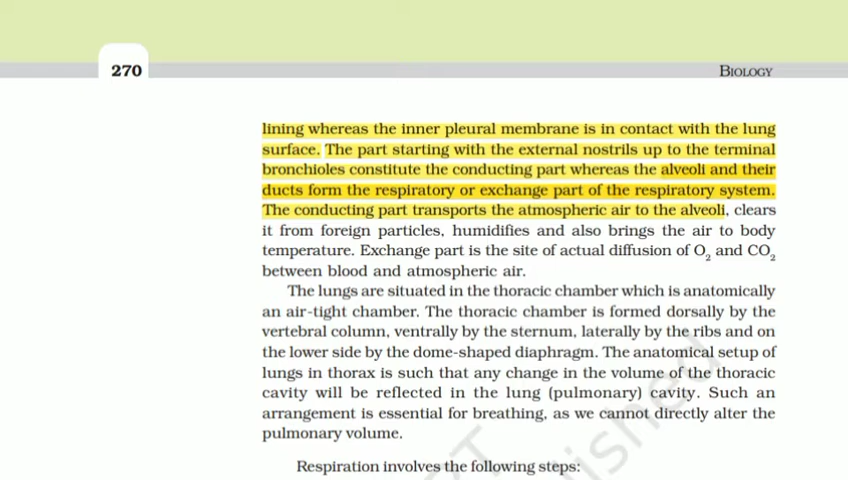 270
BIOLOGY
lining whereas the inner pleural membrane is in contact with the lung
surface. The part starting with the external nostrils up to the terminal
bronchioles constitute the conducting part whereas the alveoli and their
ducts form the respiratory or exchange part of the respiratory system.
The conducting part transports the atmospheric air to the alveoli, clears
it from foreign particles, humidifies and also brings the air to body
temperature. Exchange part is the site of actual diffusion of O₂ and CO₂
between blood and atmospheric air.
The lungs are situated in the thoracic chamber which is anatomically
an air-tight chamber. The thoracic chamber is formed dorsally by the
vertebral column, ventrally by the sternum, laterally by the ribs and on
the lower side by the dome-shaped diaphragm. The anatomical setup of
lungs in thorax is such that any change in the volume of the thoracic
cavity will be reflected in the lung (pulmonary) cavity. Such an
arrangement is essential for breathing, as we cannot directly alter the
pulmonary volume.
Respiration involves the following steps: